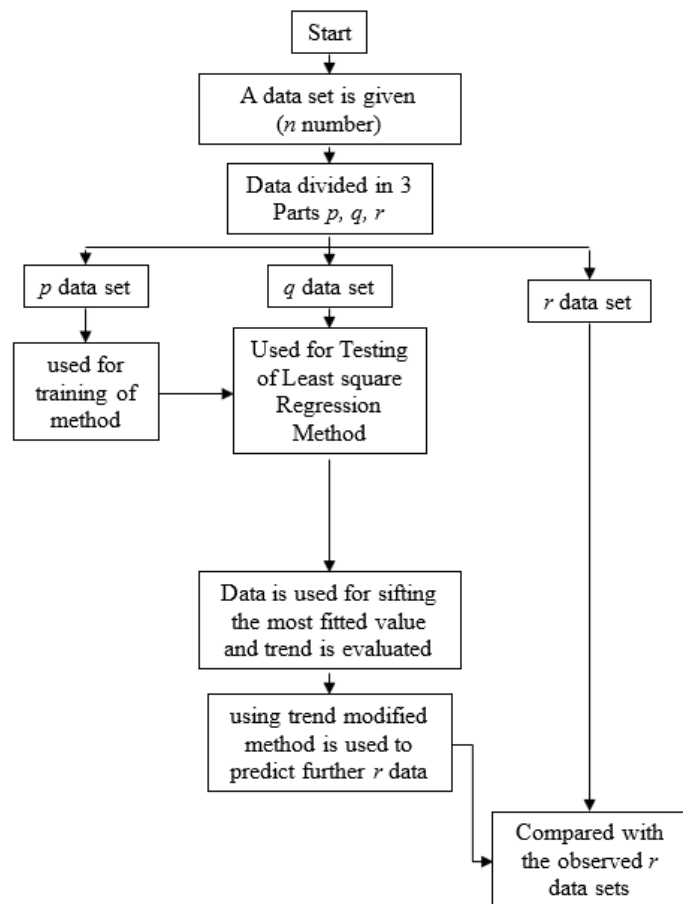 Start
A data set is given
(n number)
Data divided in 3
Parts p, q, r
p data set
q data set
r data set
used for
training of
method
Used for Testing
of Least square
Regression
Method
Data is used for sifting
the most fitted value
and trend is evaluated
using trend modified
method is used to
predict further r data
Compared with
the observed r
data sets